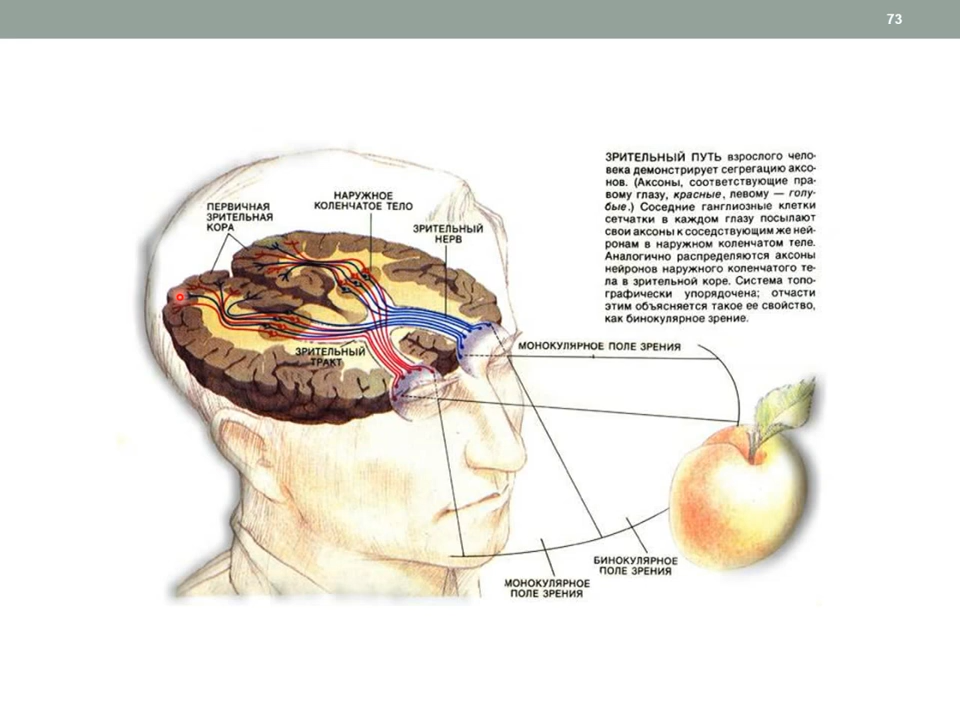 73
ЗРИТЕЛЬНЫЙ ПУТЬ взрослого чело-
века демонстрирует сегрегацию аксо-
нов. (Аксоны, соответствующие пра-
вому глазу, красные, левому — голу-
бые.) Соседние ганглиозные клетки
сетчатки в каждом глазу посылают
свои аксоны к соседствующим же ней-
ронам в наружном коленчатом теле.
Аналогично распределяются аксоны
нейронов наружного коленчатого те-
ла в зрительной коре. Система топо-
графически упорядочена; отчасти
этим объясняется такое ее свойство,
как бинокулярное зрение.
НАРУЖНОЕ
КОЛЕНЧАТОЕ ТЕЛО
ПЕРВИЧНАЯ
ЗРИТЕЛЬНАЯ
КОРА
ЗРИТЕЛЬНЫЙ
НЕРВ
ЗРИТЕЛЬНЫЙ
ТРАКТ
МОНОКУЛЯРНОЕ ПОЛЕ ЗРЕНИЯ
БИНОКУЛЯРНОЕ
ПОЛЕ ЗРЕНИЯ
МОНОКУЛЯРНОЕ
ПОЛЕ ЗРЕНИЯ